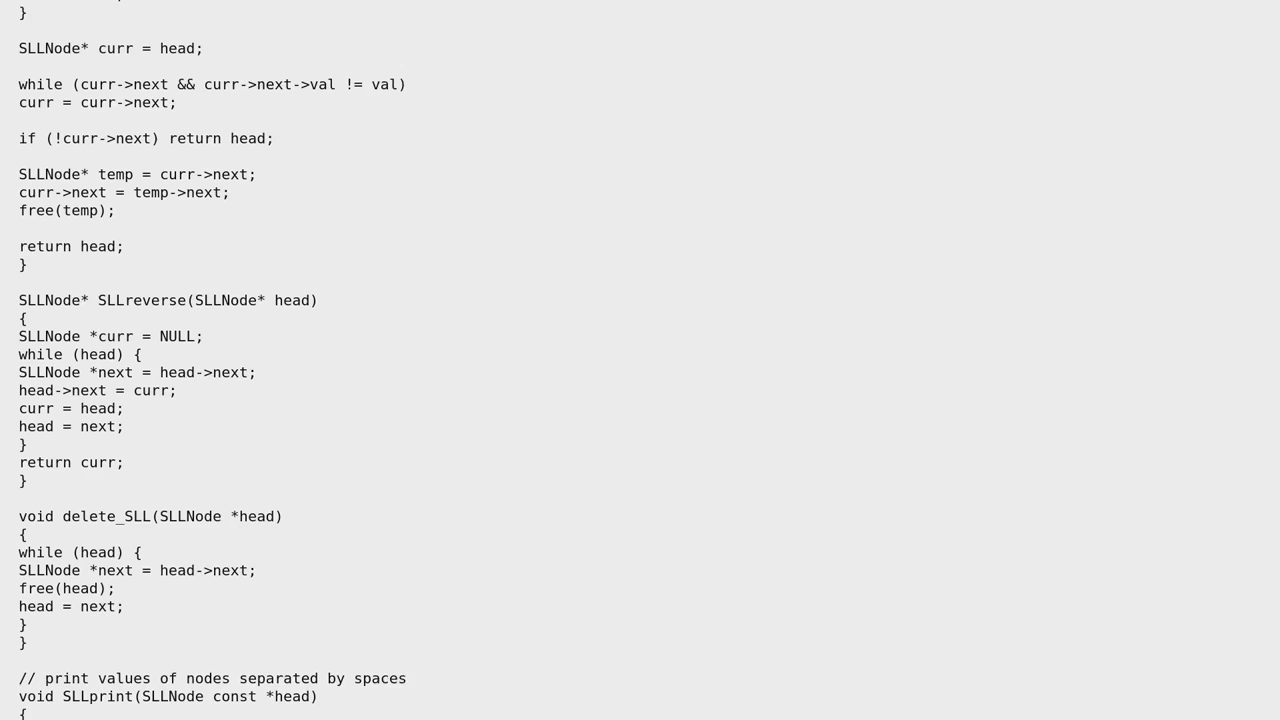 }
SLLNode* curr = head;
while (curr->next && curr->next->val != val)
curr = curr->next;
if (!curr->next) return head;
SLLNode* temp = curr->next;
curr->next = temp->next;
free(temp);
return head;
}
SLLNode* SLLreverse(SLLNode* head)
{
SLLNode *curr = NULL;
while (head) {
SLLNode *next = head->next;
head->next = curr;
curr = head;
head = next;
}
return curr;
}
void delete_SLL(SLLNode *head)
{
while (head) {
SLLNode *next = head->next;
free(head);
head = next;
}
}
// print values of nodes separated by spaces
void SLLprint(SLLNode const *head)
{